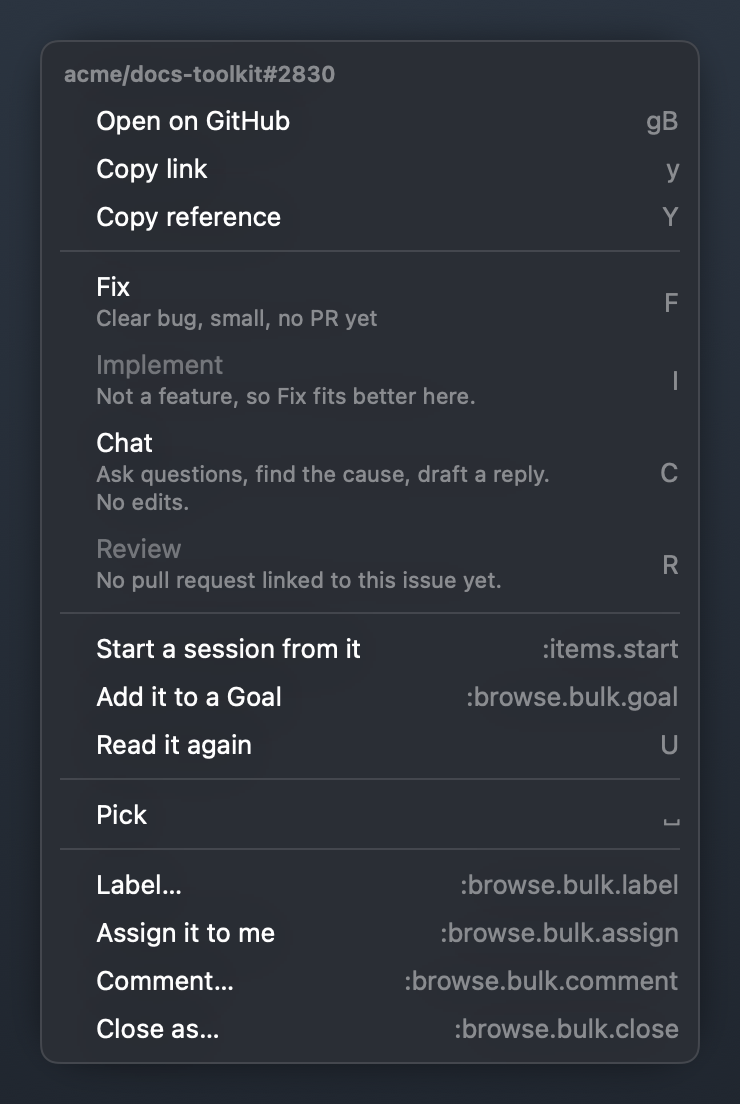 acme/docs-toolkit#2830
Open on GitHub gB
Copy link y
Copy reference Y
Fix F
Clear bug, small, no PR yet
Implement I
Not a feature, so Fix fits better here.
Chat C
Ask questions, find the cause, draft a reply.
No edits.
Review R
No pull request linked to this issue yet.
Start a session from it :items.start
Add it to a Goal :browse.bulk.goal
Read it again U
Pick ⎵
Label... :browse.bulk.label
Assign it to me :browse.bulk.assign
Comment... :browse.bulk.comment
Close as... :browse.bulk.close